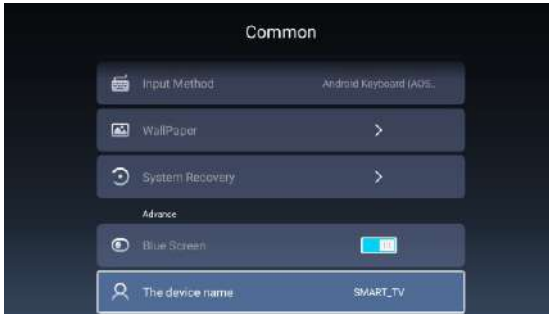 Common
Input Method Android Keyboard (AOS..
WallPaper
System Recovery
Advance
Blue Screen
The device name SMART_TV